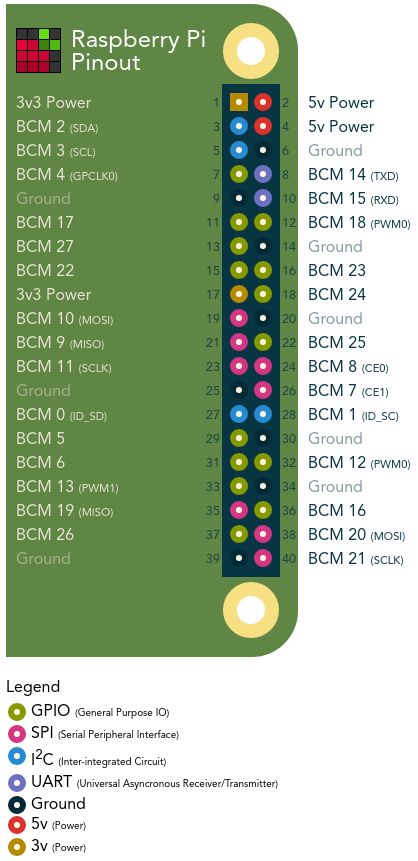 Raspberry Pi
Pinout
3v3 Power 1 2 5v Power
BCM 2 (SDA) 3 4 5v Power
BCM 3 (SCL) 5 6 Ground
BCM 4 (GPCLK0) 7 8 BCM 14 (TXD)
Ground 9 10 BCM 15 (RXD)
BCM 17 11 12 BCM 18 (PWM0)
BCM 27 13 14 Ground
BCM 22 15 16 BCM 23
3v3 Power 17 18 BCM 24
BCM 10 (MOSI) 19 20 Ground
BCM 9 (MISO) 21 22 BCM 25
BCM 11 (SCLK) 23 24 BCM 8 (CE0)
Ground 25 26 BCM 7 (CE1)
BCM 0 (ID_SD) 27 28 BCM 1 (ID_SC)
BCM 5 29 30 Ground
BCM 6 31 32 BCM 12 (PWM0)
BCM 13 (PWM1) 33 34 Ground
BCM 19 (MISO) 35 36 BCM 16
BCM 26 37 38 BCM 20 (MOSI)
Ground 39 40 BCM 21 (SCLK)
Legend
GPIO (General Purpose IO)
SPI (Serial Peripheral Interface)
I²C (Inter-integrated Circuit)
UART (Universal Asyncronous Receiver/Transmitter)
Ground
5v (Power)
3v (Power)